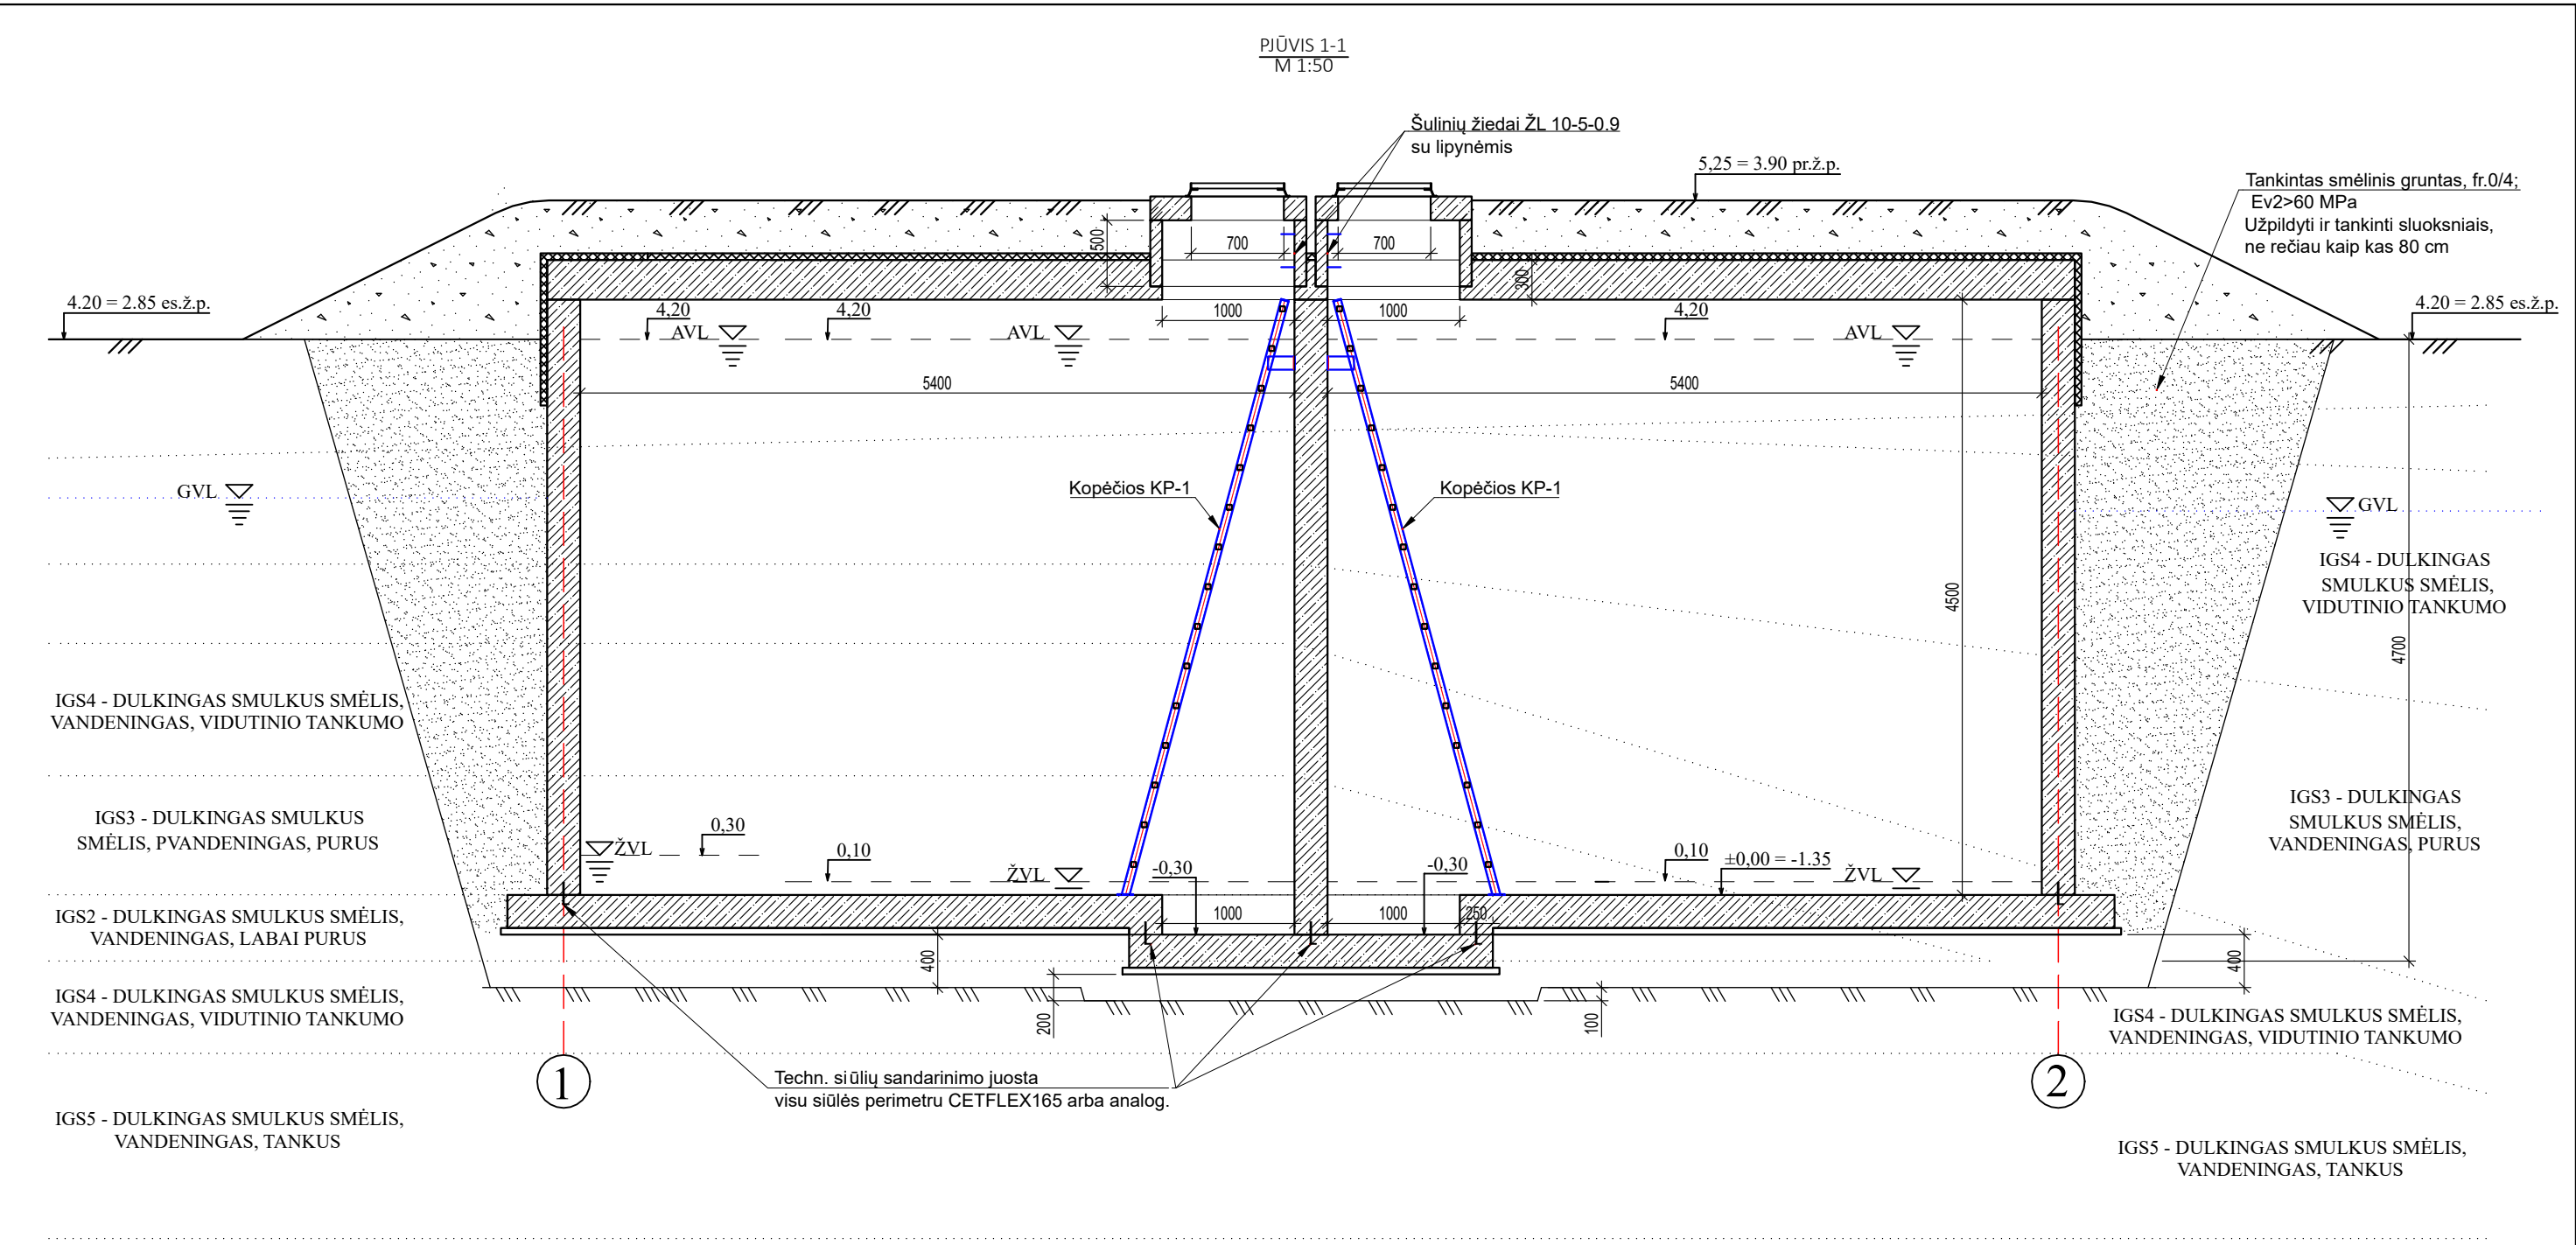 PJŪVIS 1-1
M 1:50
Šulinių žiedai ŽL 10-5-0.9
su lipynėmis
5,25 = 3.90 pr.ž.p.
Tankintas smėlinis gruntas, fr.0/4;
Ev2>60 MPa
Užpildyti ir tankinti sluoksniais,
ne rečiau kaip kas 80 cm
500
700
700
300
4.20 = 2.85 es.ž.p.
4,20
4,20
1000
1000
4,20
4.20 = 2.85 es.ž.p.
AVL
AVL
AVL
5400
5400
Kopėčios KP-1
Kopėčios KP-1
GVL
GVL
IGS4 - DULKINGAS
SMULKUS SMĖLIS,
VIDUTINIO TANKUMO
4500
4700
IGS4 - DULKINGAS SMULKUS SMĖLIS,
VANDENINGAS, VIDUTINIO TANKUMO
IGS3 - DULKINGAS SMULKUS
SMĖLIS, PVANDENINGAS, PURUS
IGS3 - DULKINGAS
SMULKUS SMĖLIS,
VANDENINGAS, PURUS
ŽVL
0,30
0,10
ŽVL
-0,30
-0,30
0,10
±0,00 = -1.35
ŽVL
IGS2 - DULKINGAS SMULKUS SMĖLIS,
VANDENINGAS, LABAI PURUS
1000
1000
250
400
400
IGS4 - DULKINGAS SMULKUS SMĖLIS,
VANDENINGAS, VIDUTINIO TANKUMO
200
100
IGS4 - DULKINGAS SMULKUS SMĖLIS,
VANDENINGAS, VIDUTINIO TANKUMO
1
Techn. siūlių sandarinimo juosta
visu siūlės perimetru CETFLEX165 arba analog.
2
IGS5 - DULKINGAS SMULKUS SMĖLIS,
VANDENINGAS, TANKUS
IGS5 - DULKINGAS SMULKUS SMĖLIS,
VANDENINGAS, TANKUS